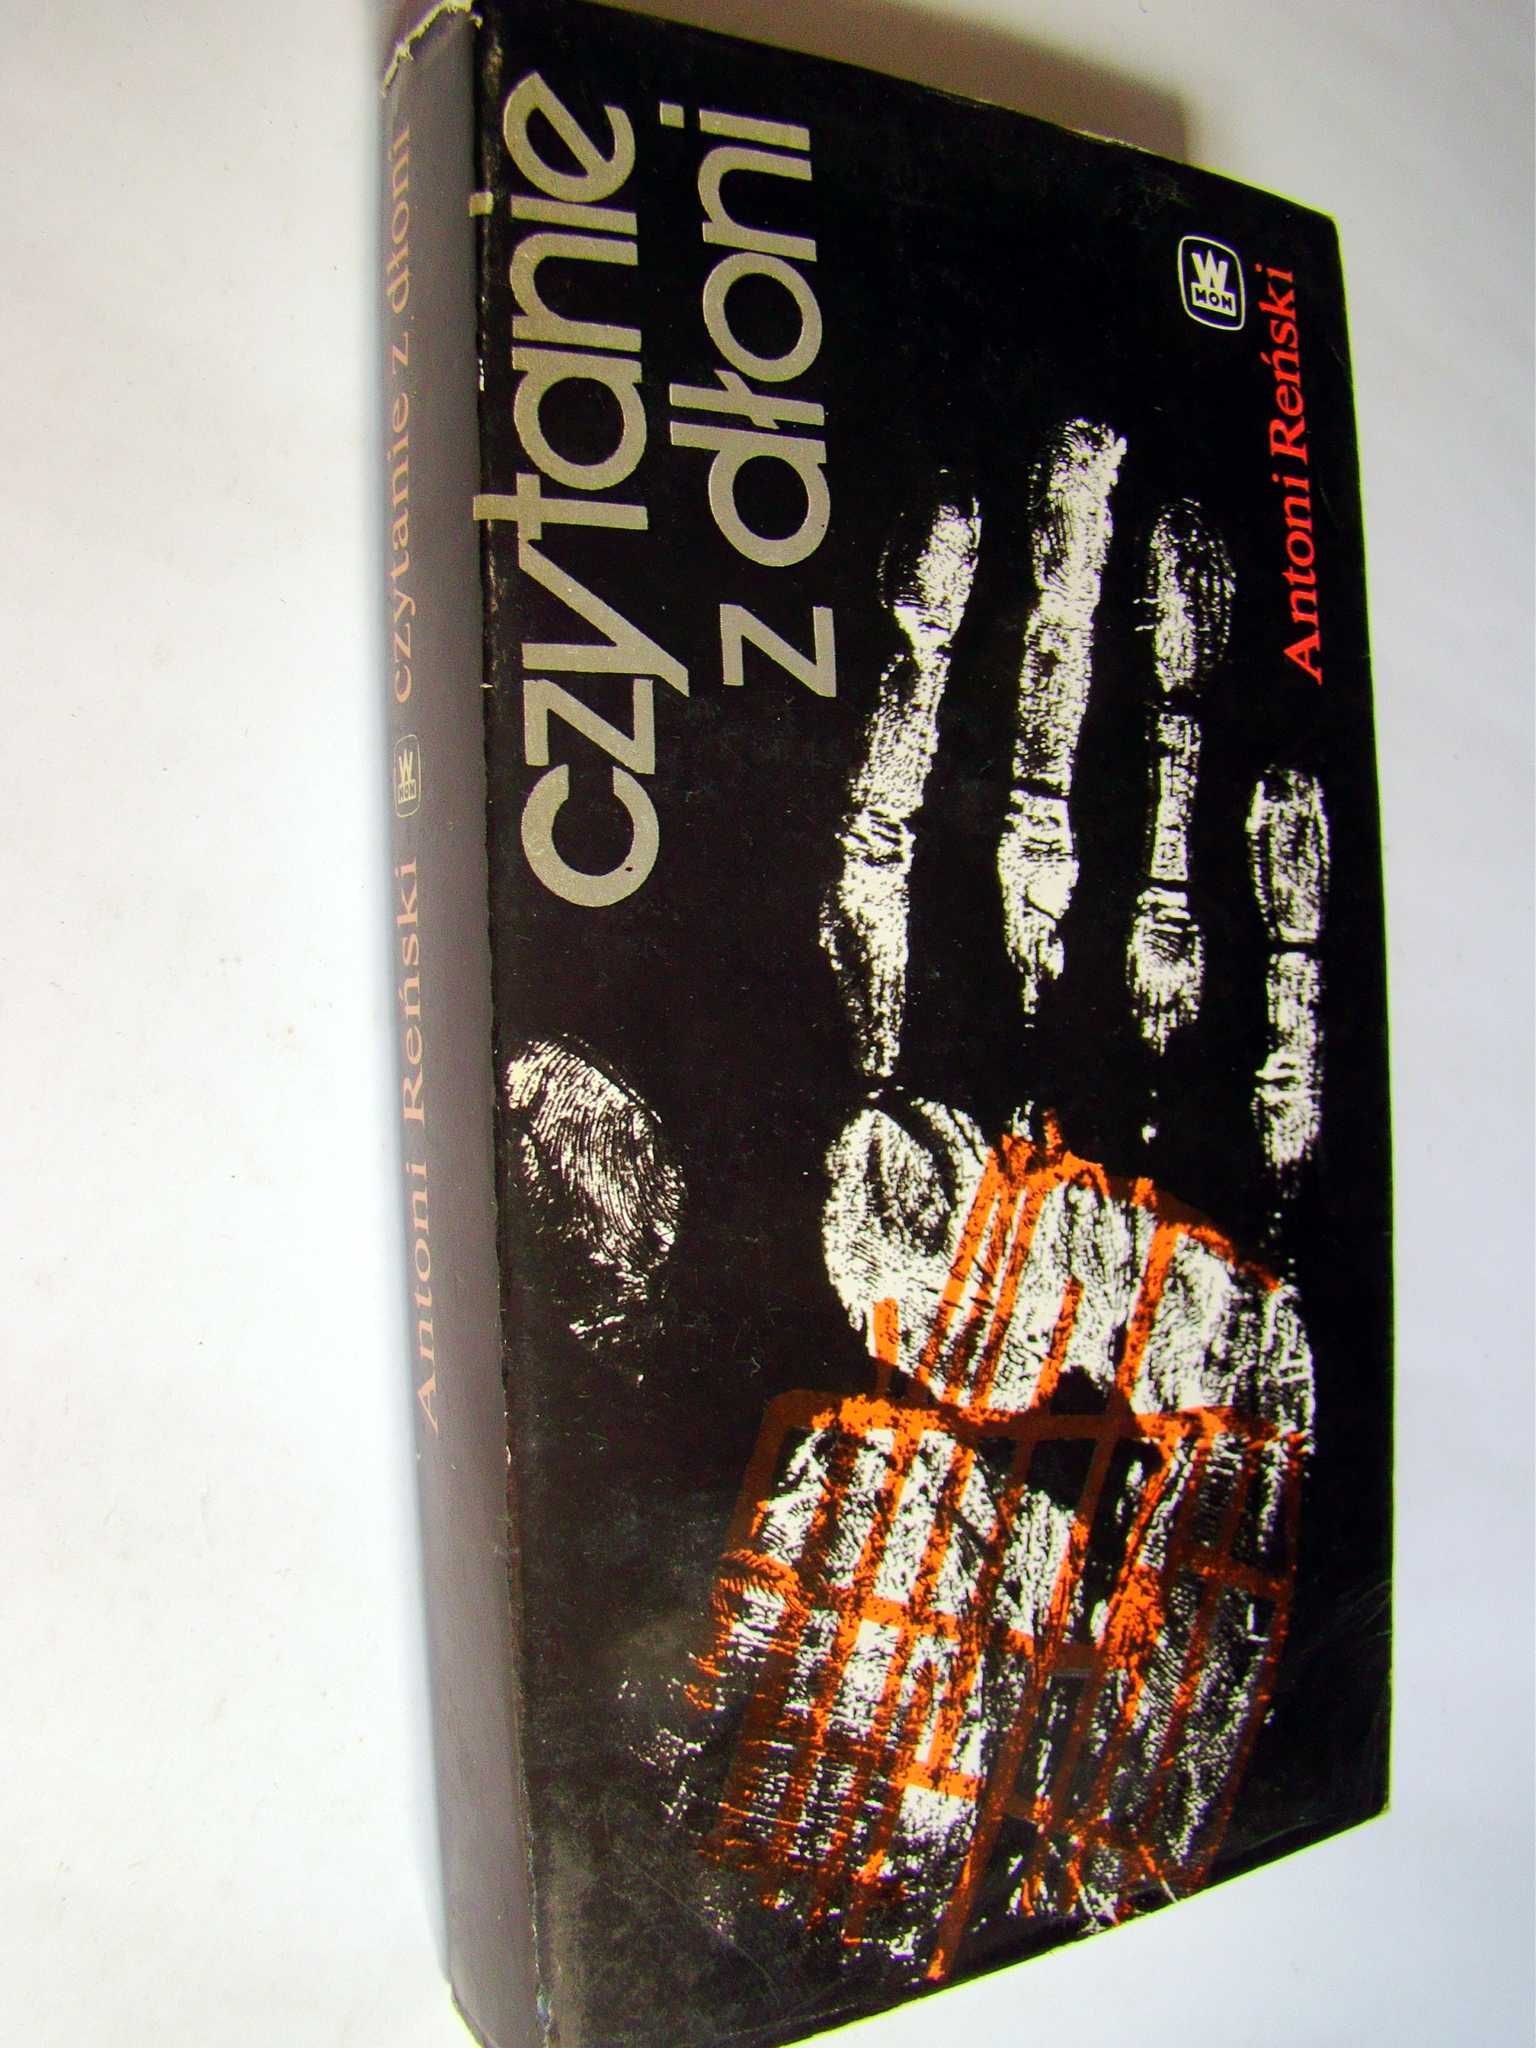 czytanie
z dłoni
W
MON
Antoni Reński
Antoni Reński W MON czytanie z dłoni